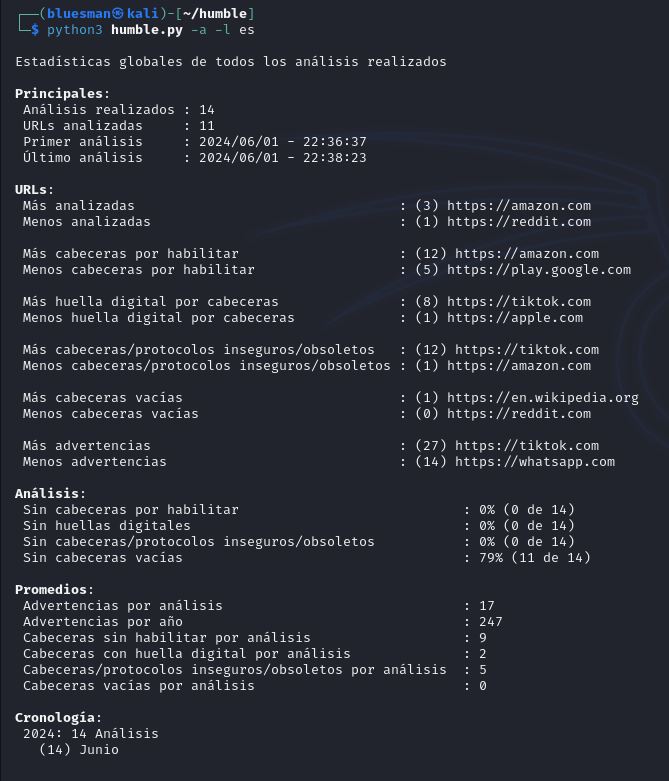 ┌──(bluesman㉿kali)-[~/humble]
└─$ python3 humble.py -a -l es
Estadísticas globales de todos los análisis realizados
Principales:
Análisis realizados : 14
URLs analizadas : 11
Primer análisis : 2024/06/01 - 22:36:37
Último análisis : 2024/06/01 - 22:38:23
URLs:
Más analizadas : (3) https://amazon.com
Menos analizadas : (1) https://reddit.com
Más cabeceras por habilitar : (12) https://amazon.com
Menos cabeceras por habilitar : (5) https://play.google.com
Más huella digital por cabeceras : (8) https://tiktok.com
Menos huella digital por cabeceras : (1) https://apple.com
Más cabeceras/protocolos inseguros/obsoletos : (12) https://tiktok.com
Menos cabeceras/protocolos inseguros/obsoletos : (1) https://amazon.com
Más cabeceras vacías : (1) https://en.wikipedia.org
Menos cabeceras vacías : (0) https://reddit.com
Más advertencias : (27) https://tiktok.com
Menos advertencias : (14) https://whatsapp.com
Análisis:
Sin cabeceras por habilitar : 0% (0 de 14)
Sin huellas digitales : 0% (0 de 14)
Sin cabeceras/protocolos inseguros/obsoletos : 0% (0 de 14)
Sin cabeceras vacías : 79% (11 de 14)
Promedios:
Advertencias por análisis : 17
Advertencias por año : 247
Cabeceras sin habilitar por análisis : 9
Cabeceras con huella digital por análisis : 2
Cabeceras/protocolos inseguros/obsoletos por análisis : 5
Cabeceras vacías por análisis : 0
Cronología:
2024: 14 Análisis
(14) Junio